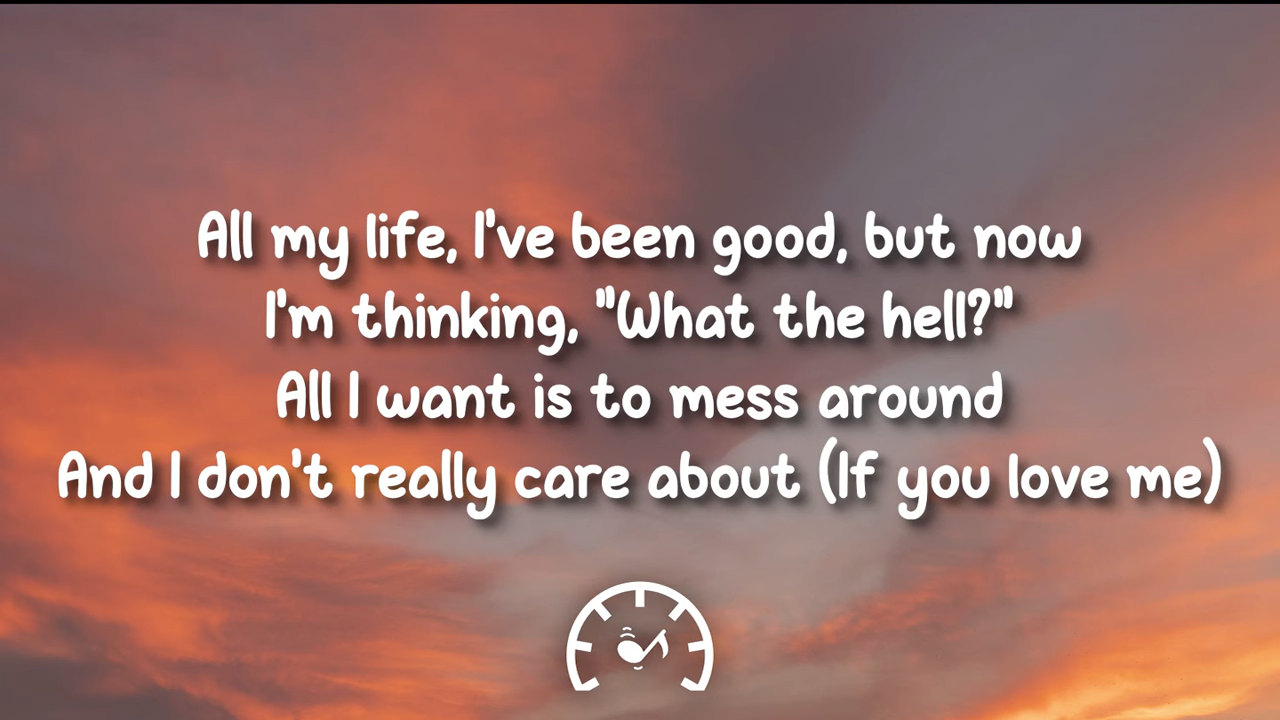 All my life, I've been good, but now
I'm thinking, "What the hell?"
All I want is to mess around
And I don't really care about (If you love me)